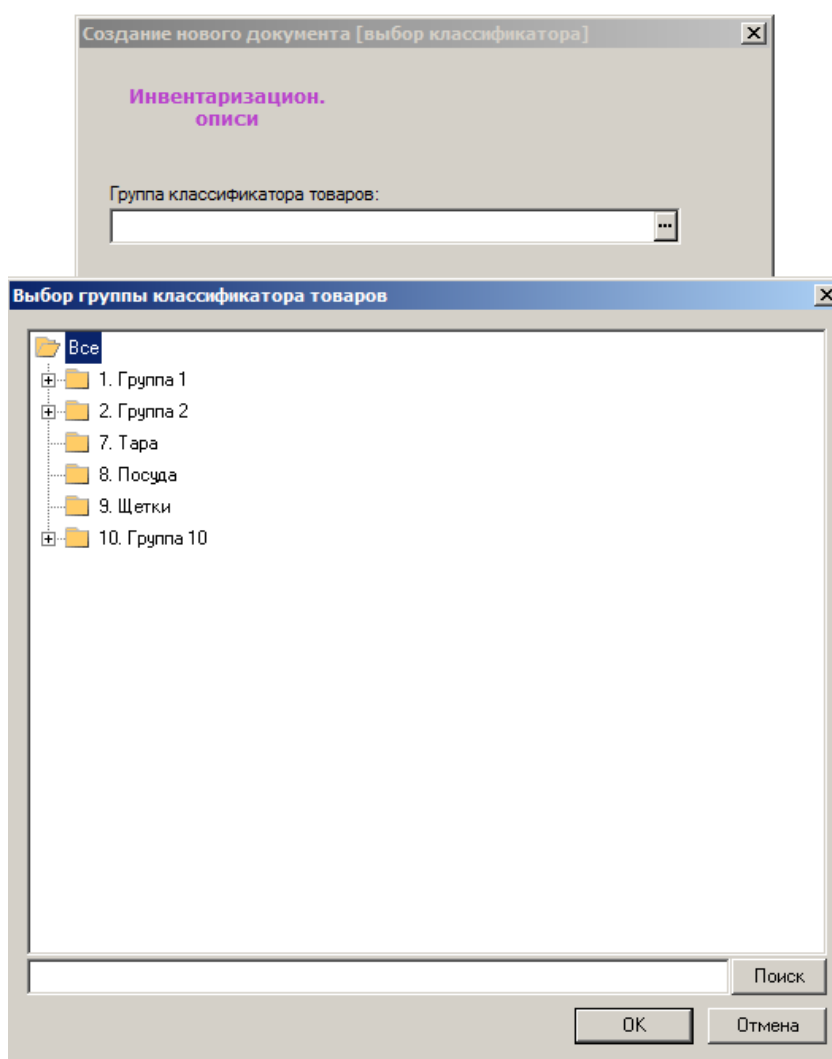 Создание нового документа [выбор классификатора]
Инвентаризацион.
описи
Группа классификатора товаров:
...
Выбор группы классификатора товаров
Все
1. Группа 1
2. Группа 2
7. Тара
8. Посуда
9. Щетки
10. Группа 10
Поиск
OK
Отмена